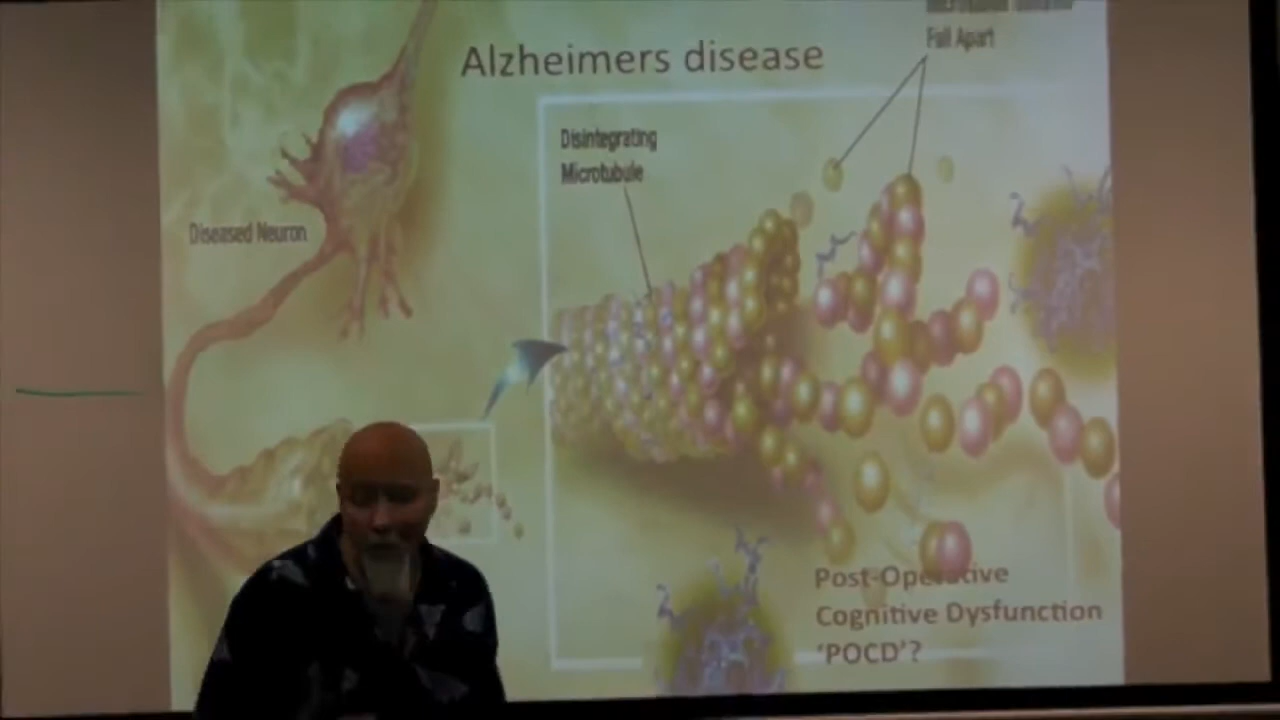 Fall Apart
Alzheimers disease
Disintegrating
Microtubule
Diseased Neuron
Post-Operative
Cognitive Dysfunction
‘POCD’?